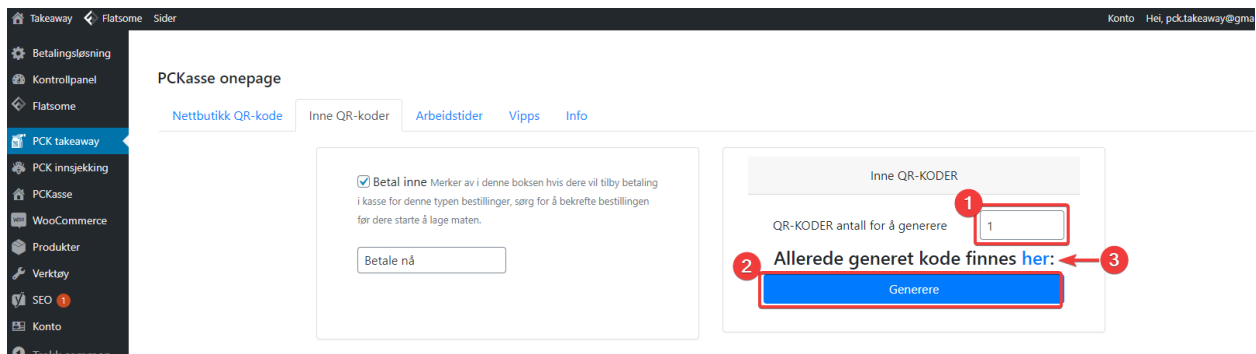 Takeaway Flatsome Sider Konto Hei, pck.takeaway@gma
Betalingsløsning
Kontrollpanel
Flatsome
PCK takeaway
PCK innsjekking
PCKasse
WooCommerce
Produkter
Verktøy
SEO 1
Konto
PCKasse onepage
Nettbutikk QR-kode Inne QR-koder Arbeidstider Vipps Info
Betal inne Merker av i denne boksen hvis dere vil tilby betaling
i kasse for denne typen bestillinger, sørg for å bekrefte bestillingen
før dere starte å lage maten.
Betale nå
Inne QR-KODER
1
QR-KODER antall for å generere 1
Allerede generet kode finnes her: 3
2
Generere